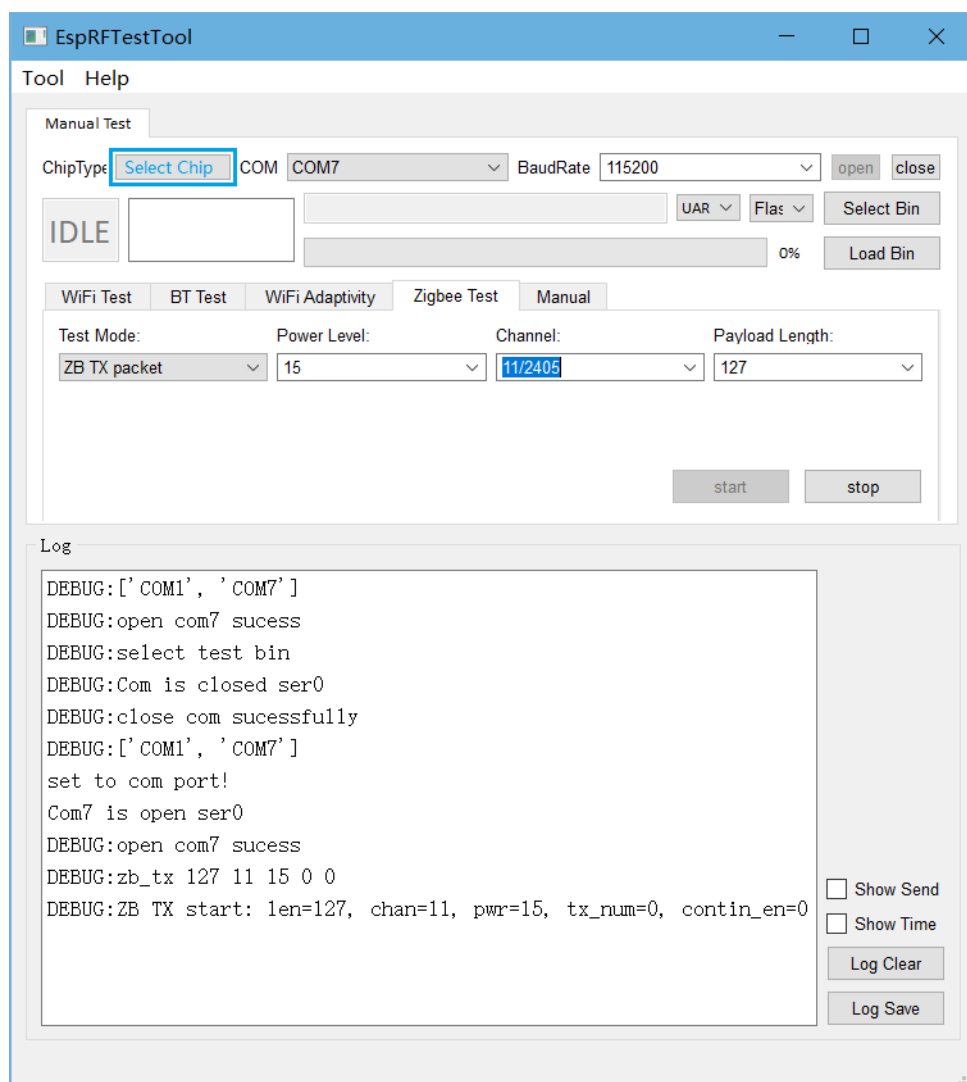 EspRFTestTool
Tool Help
Manual Test
ChipType Select Chip COM COM7 BaudRate 115200 open close
IDLE UAR Flas Select Bin
0% Load Bin
WiFi Test BT Test WiFi Adaptivity Zigbee Test Manual
Test Mode: Power Level: Channel: Payload Length:
ZB TX packet 15 11/2405 127
start stop
Log
DEBUG:['COM1', 'COM7']
DEBUG:open com7 sucess
DEBUG:select test bin
DEBUG:Com is closed ser0
DEBUG:close com sucessfully
DEBUG:['COM1', 'COM7']
set to com port!
Com7 is open ser0
DEBUG:open com7 sucess
DEBUG:zb_tx 127 11 15 0 0
DEBUG:ZB TX start: len=127, chan=11, pwr=15, tx_num=0, contin_en=0
Show Send
Show Time
Log Clear
Log Save